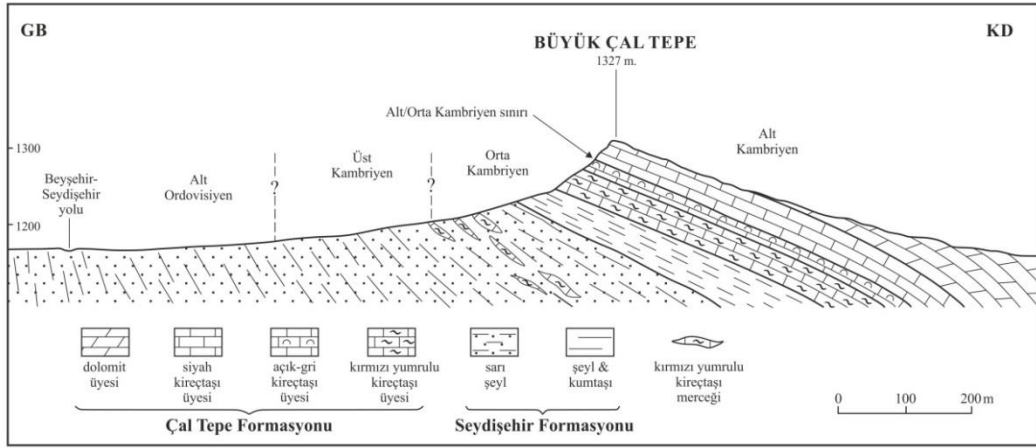 GB
KD
BÜYÜK ÇAL TEPE
1327 m.
Alt/Orta Kambriyen sınırı
1300
Beyşehir-
Seydişehir
yolu
Alt
Ordovisiyen
?
Üst
Kambriyen
?
Orta
Kambriyen
Alt
Kambriyen
1200
dolomit
üyesi
siyah
kireçtaşı
üyesi
açık-gri
kireçtaşı
üyesi
kırmızı yumrulu
kireçtaşı
üyesi
sarı
şeyl
şeyl &
kumtaşı
kırmızı yumrulu
kireçtaşı
merceği
Çal Tepe Formasyonu
Seydişehir Formasyonu
0 100 200 m